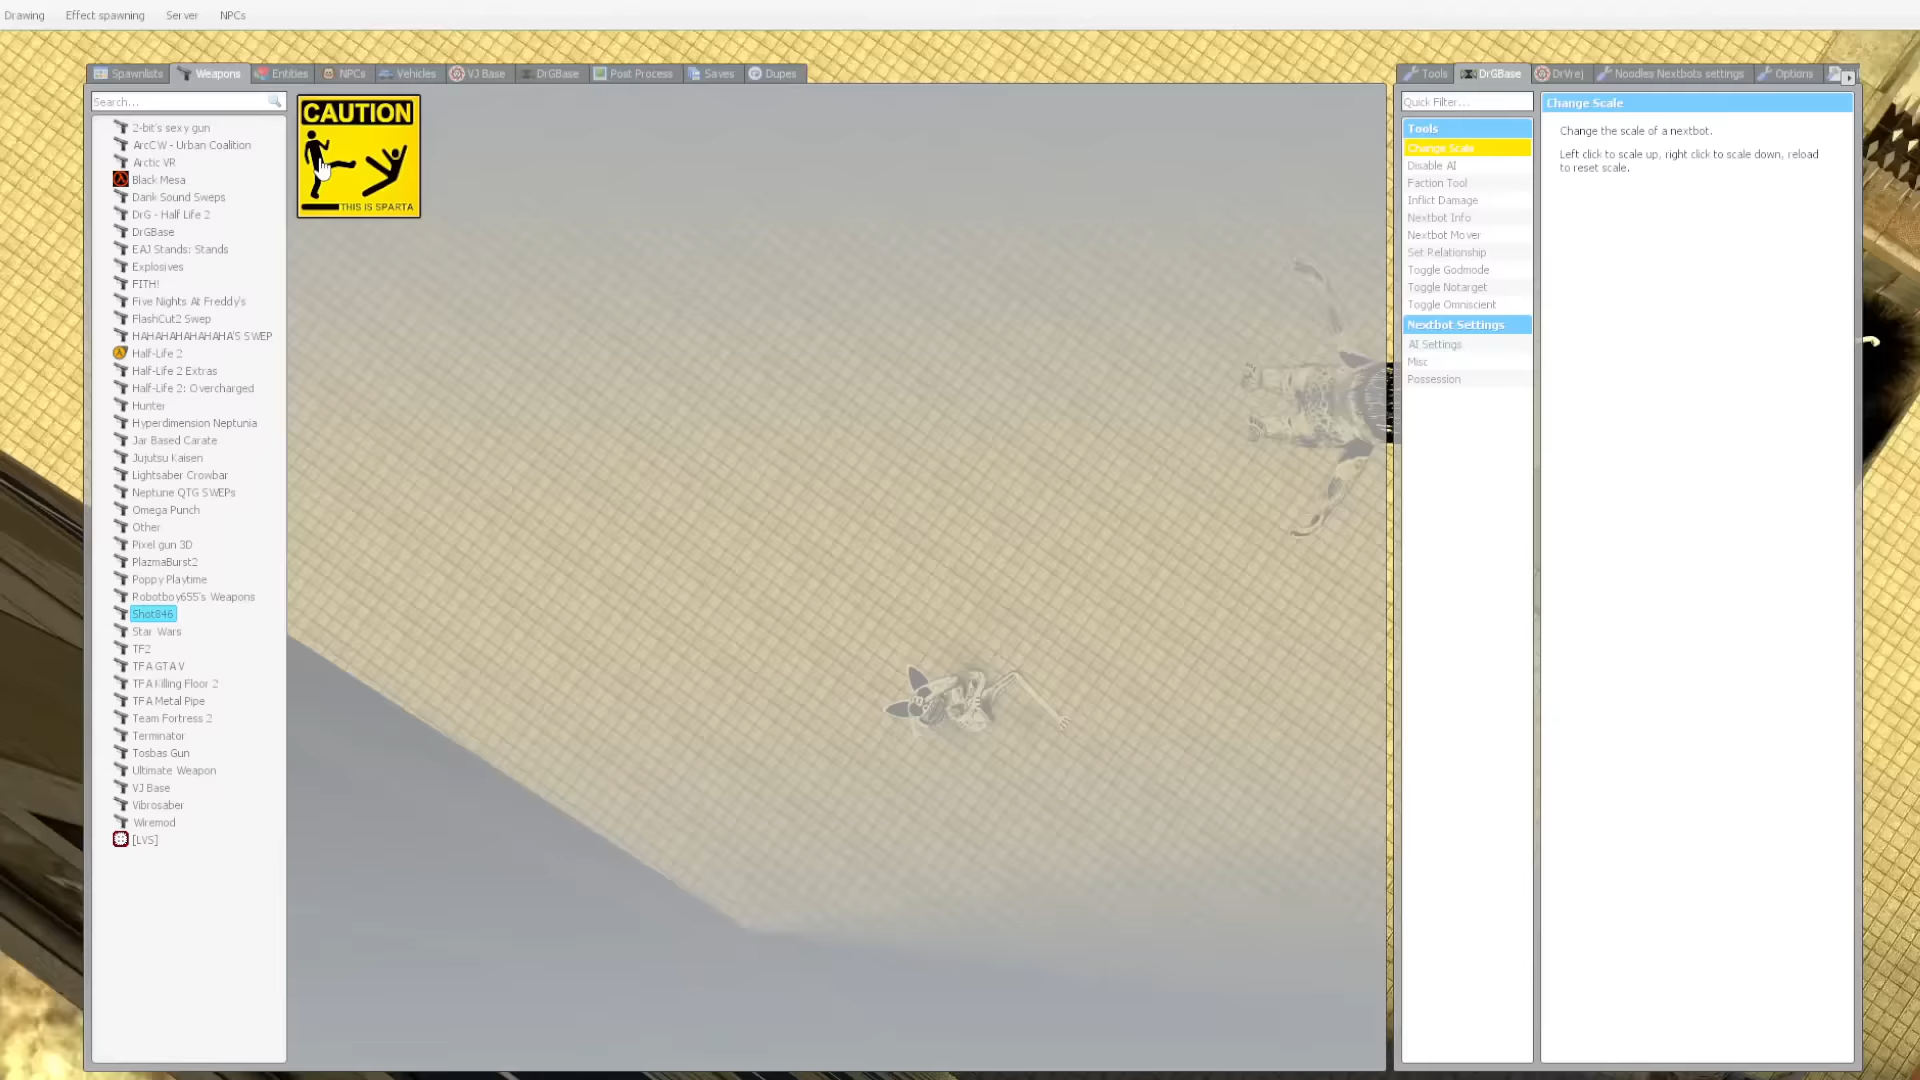 Drawing Effect spawning Server NPCs
Spawnlists Weapons Entities NPCs Vehicles VJ Base DrGBase Post Process Saves Dupes
Search...
2-bit's sexy gun
ArcCW - Urban Coalition
Arctic VR
Black Mesa
Dank Sound Sweps
DrG - Half Life 2
DrGBase
EAJ Stands: Stands
Explosives
FITH!
Five Nights At Freddy's
FlashCut2 Swep
HAHAHAHAHAHAHA'S SWEP
Half-Life 2
Half-Life 2 Extras
Half-Life 2: Overcharged
Hunter
Hyperdimension Neptunia
Jar Based Carate
Jujutsu Kaisen
Lightsaber Crowbar
Neptune QTG SWEPs
Omega Punch
Other
Pixel gun 3D
PlazmaBurst2
Poppy Playtime
Robotboy655's Weapons
Shot846
Star Wars
TF2
TFA GTA V
TFA Killing Floor 2
TFA Metal Pipe
Team Fortress 2
Terminator
Tosbas Gun
Ultimate Weapon
VJ Base
Vibrosaber
Wiremod
[LVS]
CAUTION
THIS IS SPARTA
Tools DrGBase DrVrej Noodles Nextbots settings Options
Quick Filter...
Tools
Change Scale
Disable AI
Faction Tool
Inflict Damage
Nextbot Info
Nextbot Mover
Set Relationship
Toggle Godmode
Toggle Notarget
Toggle Omniscient
Nextbot Settings
AI Settings
Misc
Possession
Change Scale
Change the scale of a nextbot.
Left click to scale up, right click to scale down, reload
to reset scale.